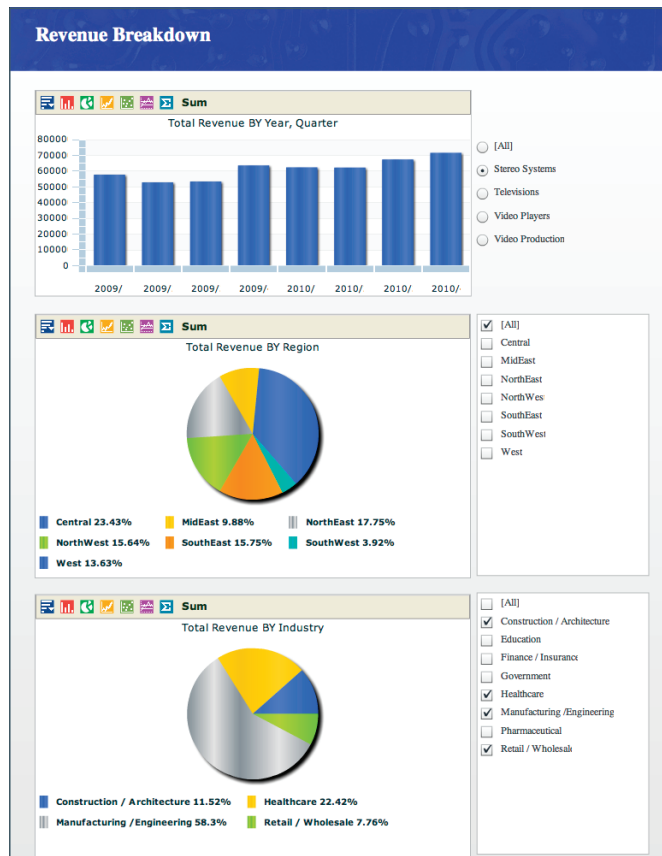 Revenue Breakdown
Sum
Total Revenue BY Year, Quarter
80000
70000
60000
50000
40000
30000
20000
10000
0
2009/ 2009/ 2009/ 2009/ 2010/ 2010/ 2010/ 2010/
[All]
Stereo Systems
Televisions
Video Players
Video Production
Sum
Total Revenue BY Region
Central 23.43% MidEast 9.88% NorthEast 17.75%
NorthWest 15.64% SouthEast 15.75% SouthWest 3.92%
West 13.63%
[All]
Central
MidEast
NorthEast
NorthWes
SouthEast
SouthWest
West
Sum
Total Revenue BY Industry
Construction / Architecture 11.52% Healthcare 22.42%
Manufacturing /Engineering 58.3% Retail / Wholesale 7.76%
[All]
Construction / Architecture
Education
Finance / Insurance
Government
Healthcare
Manufacturing /Engineering
Pharmaceutical
Retail / Wholesale